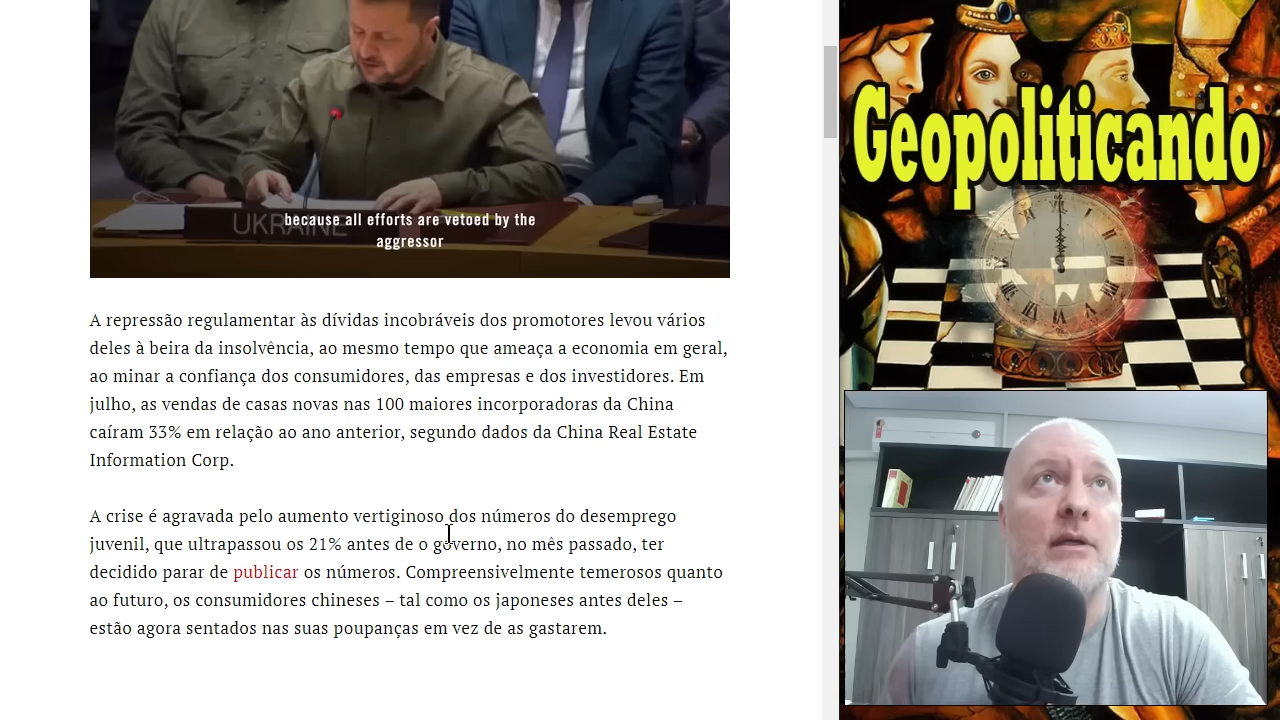 UKRAINE
because all efforts are vetoed by the
aggressor
A repressão regulamentar às dívidas incobráveis dos promotores levou vários
deles à beira da insolvência, ao mesmo tempo que ameaça a economia em geral,
ao minar a confiança dos consumidores, das empresas e dos investidores. Em
julho, as vendas de casas novas nas 100 maiores incorporadoras da China
caíram 33% em relação ao ano anterior, segundo dados da China Real Estate
Information Corp.
A crise é agravada pelo aumento vertiginoso dos números do desemprego
juvenil, que ultrapassou os 21% antes de o governo, no mês passado, ter
decidido parar de publicar os números. Compreensivelmente temerosos quanto
ao futuro, os consumidores chineses – tal como os japoneses antes deles –
estão agora sentados nas suas poupanças em vez de as gastarem.
Geopoliticando